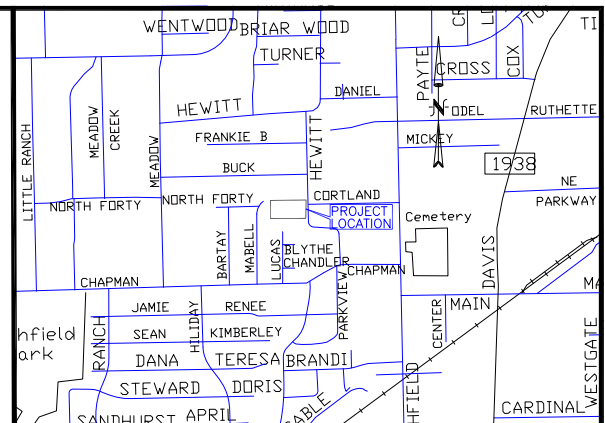 WENTWOOD
BRIAR WOOD
TURNER
CROSS
COX
PAYTE
DANIEL
HEWITT
RUTHETTE
MEADOW
CREEK
FRANKIE B
HEWITT
MICKEY
1938
LITTLE RANCH
MEADOW
BUCK
NE
PARKWAY
NORTH FORTY
NORTH FORTY
CORTLAND
PROJECT
LOCATION
Cemetery
BARTAY
MABELL
LUCAS
BLYTHE
CHANDLER
DAVIS
CHAPMAN
CHAPMAN
PARKVIEW
MAIN
JAMIE
RENEE
CENTER
hfield
ark
RANCH
SEAN
HILIDAY
KIMBERLEY
DANA
TERESA
BRANDI
WESTGATE
STEWARD
DORIS
HFIELD
CARDINAL
SANDHURST
APRIL